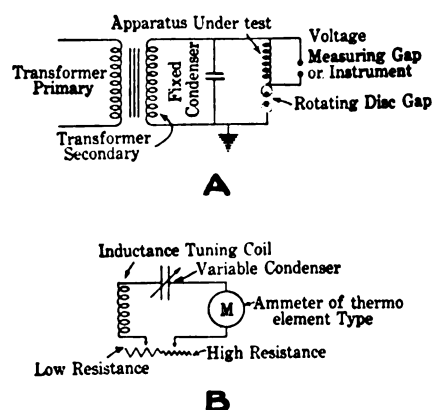 Apparatus Under test
Voltage
Measuring Gap
or Instrument
Rotating Disc Gap
Transformer
Primary
Fixed
Condenser
Transformer
Secondary
A
Inductance Tuning Coil
Variable Condenser
M
Ammeter of thermo
element Type
High Resistance
Low Resistance
B